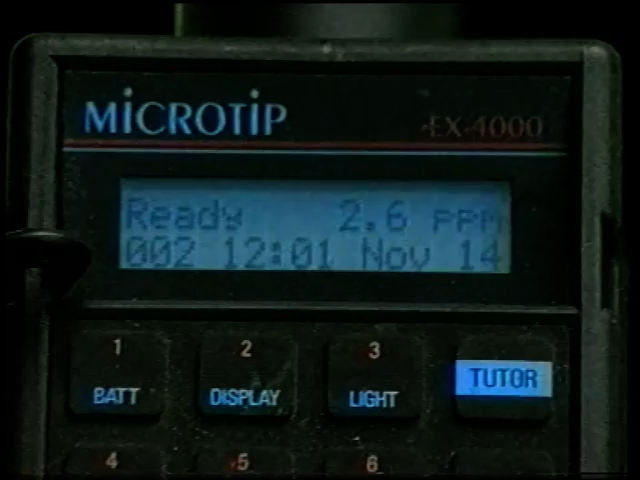 MiCROTiP EX-4000
Ready 2.6 ppm
002 12:01 Nov 14
1 2 3
BATT DISPLAY LIGHT TUTOR
4 5 6